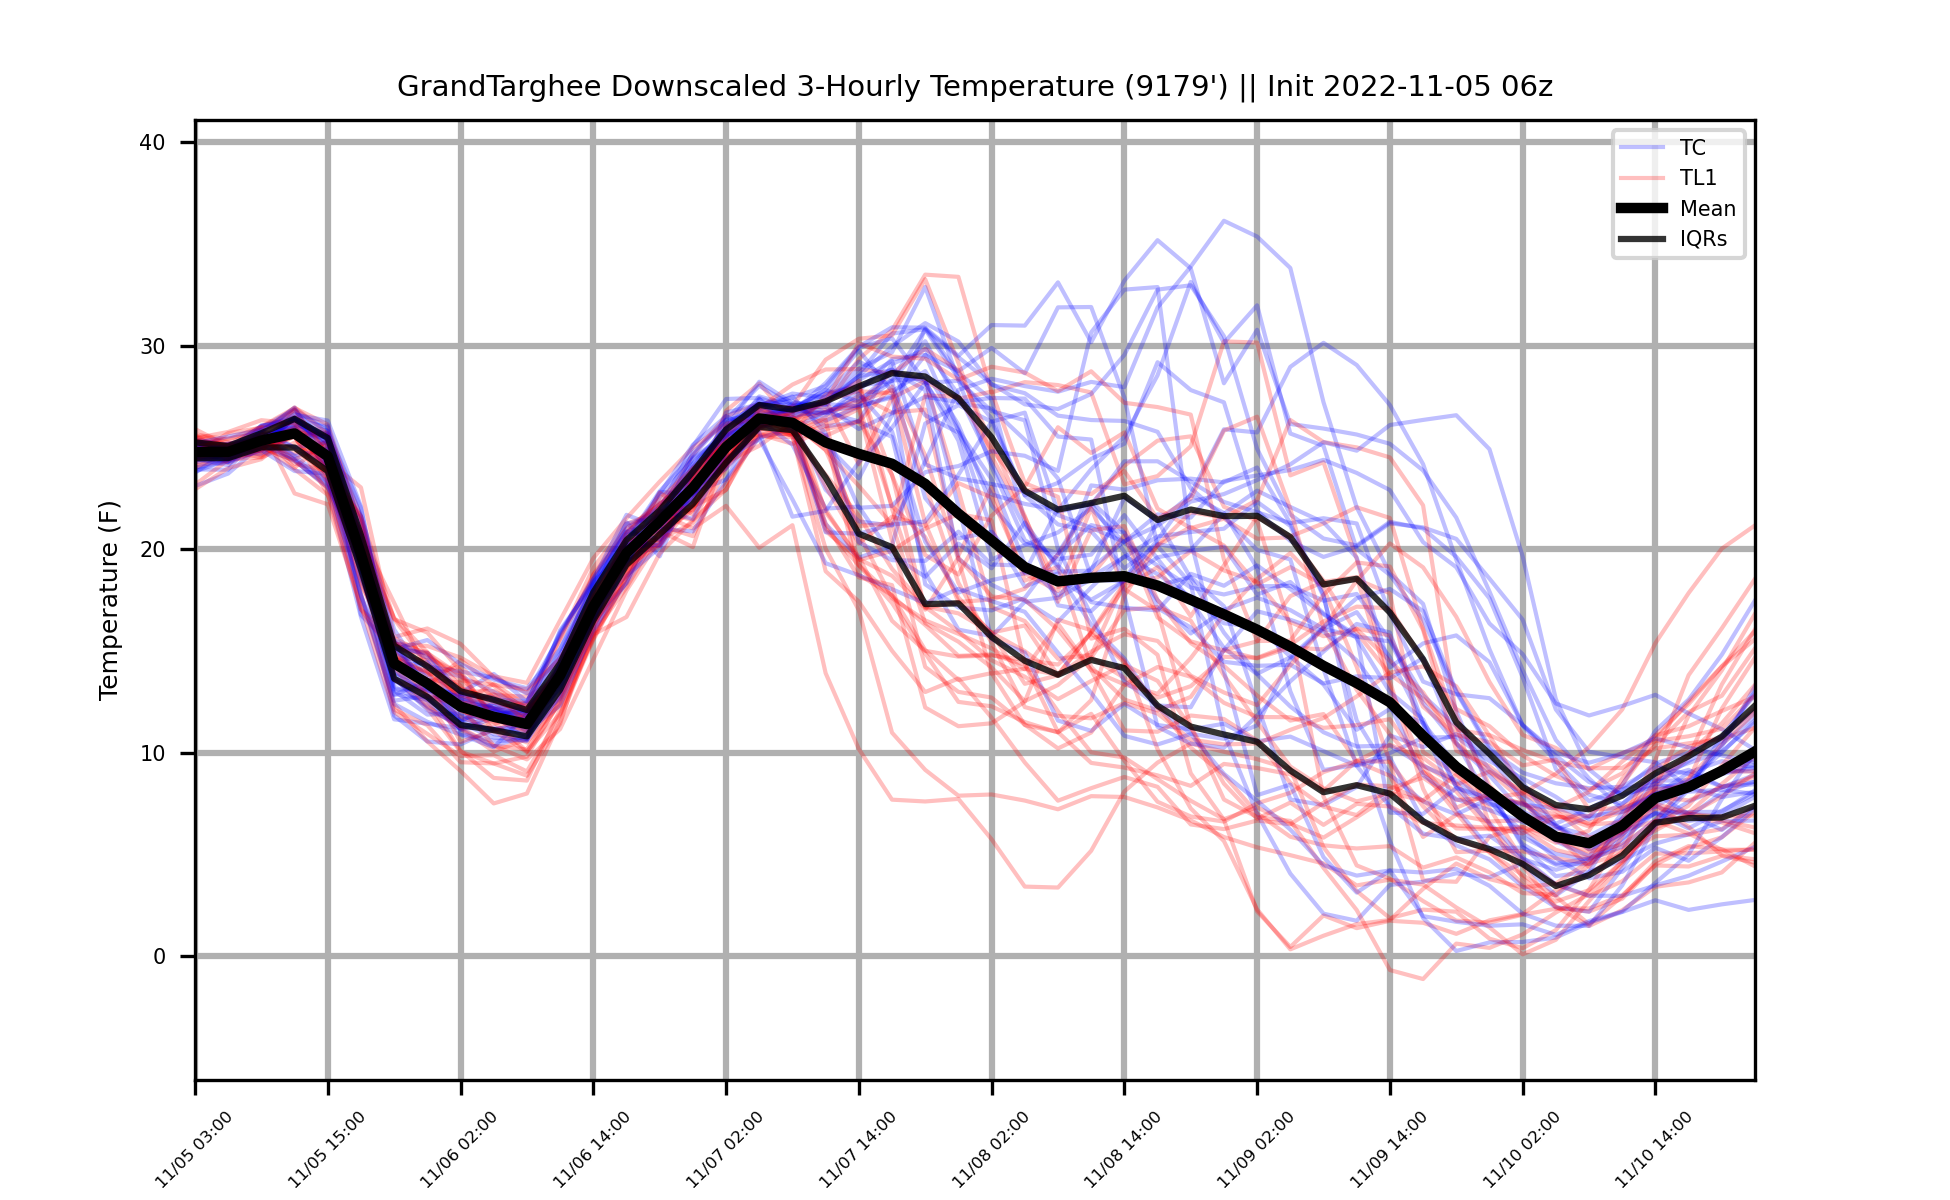 GrandTarghee Downscaled 3-Hourly Temperature (9179') || Init 2022-11-05 06z
TC
TL1
Mean
IQRs
Temperature (F)
40
30
20
10
0
11/05 03:00
11/05 15:00
11/06 02:00
11/06 14:00
11/07 02:00
11/07 14:00
11/08 02:00
11/08 14:00
11/09 02:00
11/09 14:00
11/10 02:00
11/10 14:00